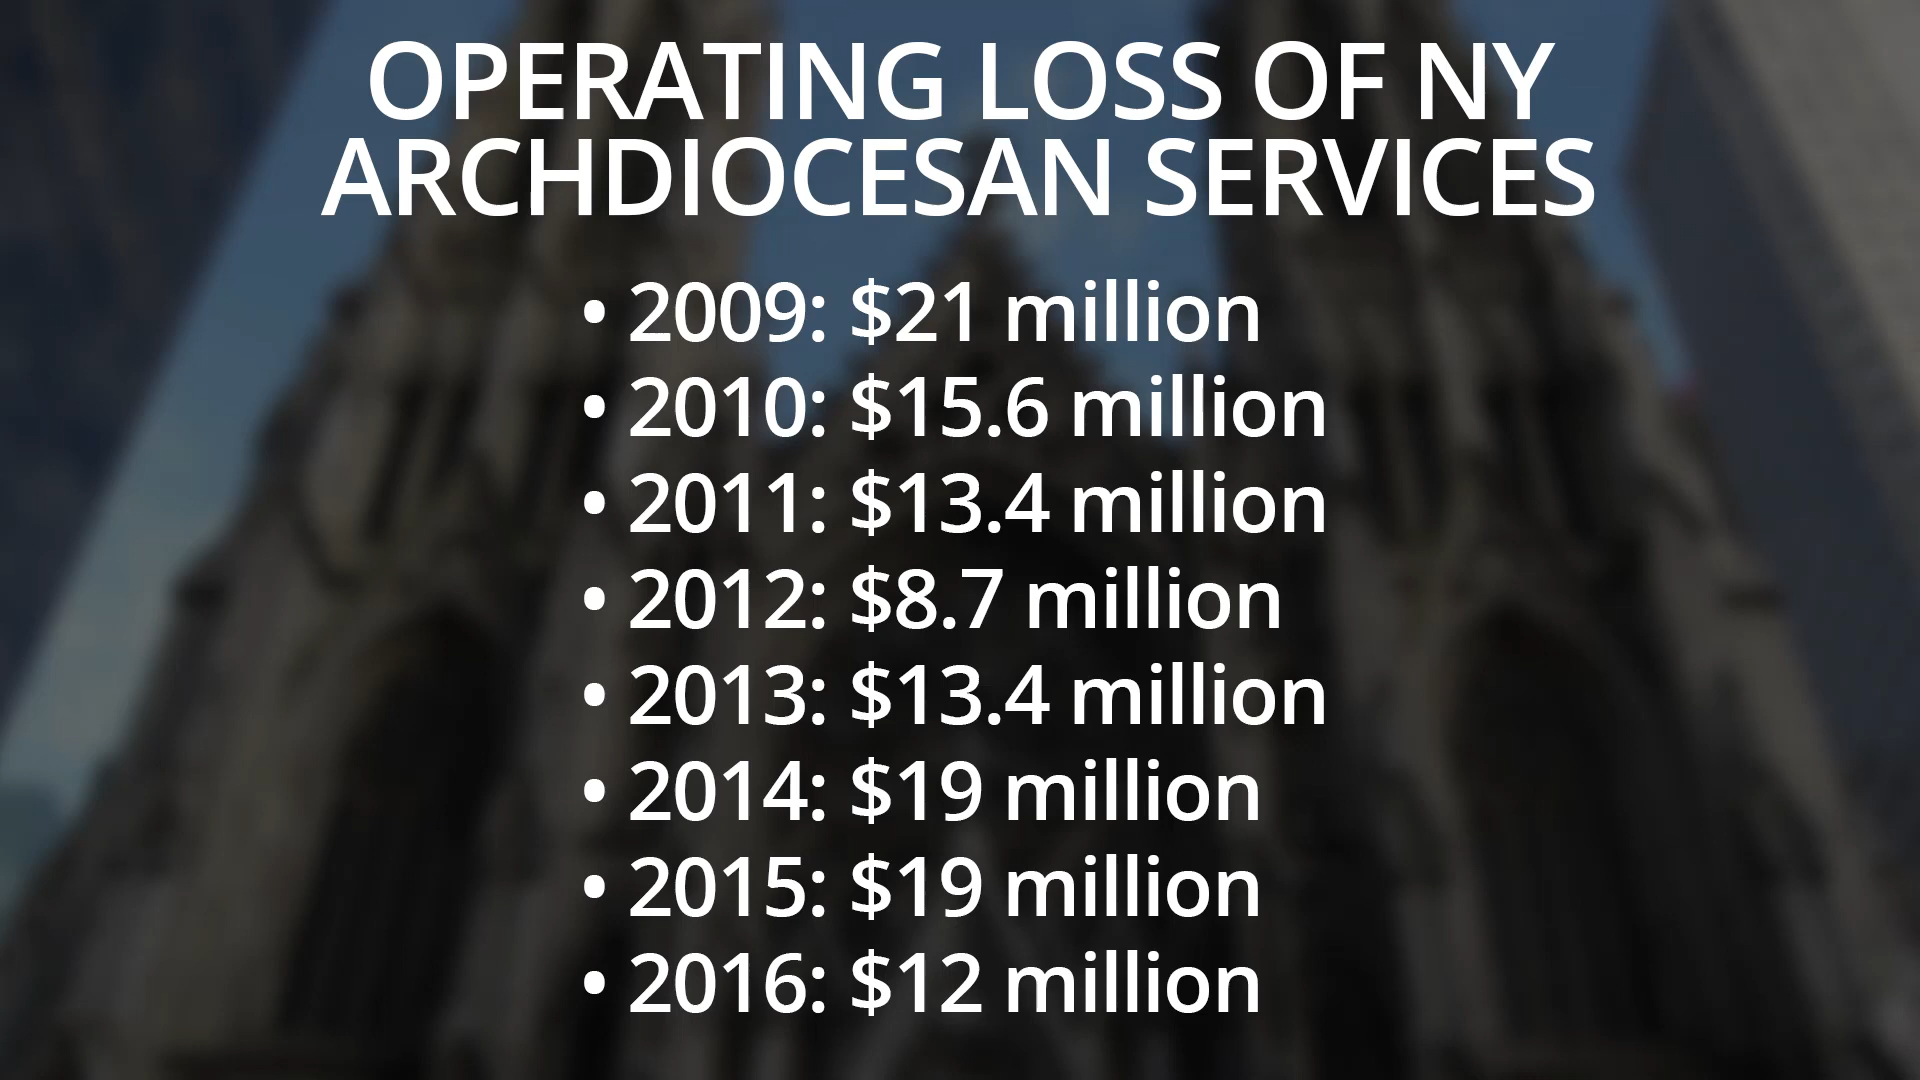 OPERATING LOSS OF NY
ARCHDIOCESAN SERVICES
• 2009: $21 million
• 2010: $15.6 million
• 2011: $13.4 million
• 2012: $8.7 million
• 2013: $13.4 million
• 2014: $19 million
• 2015: $19 million
• 2016: $12 million